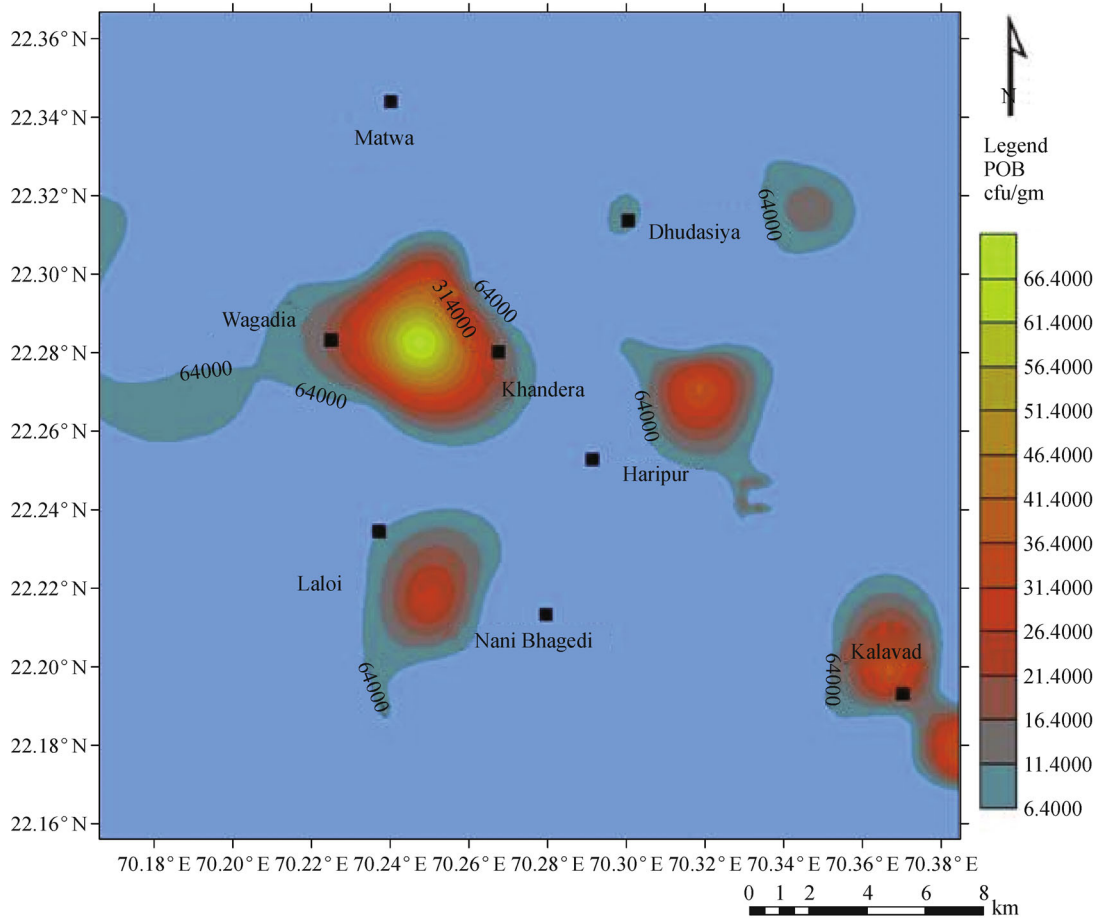 22.36° N
22.34° N
22.32° N
22.30° N
22.28° N
22.26° N
22.24° N
22.22° N
22.20° N
22.18° N
22.16° N
Matwa
Dhudasiya
64000
Wagadia
314000
64000
64000
64000
Khandera
64000
Haripur
Laloi
Nani Bhagedi
64000
Kalavad
64000
70.18° E 70.20° E 70.22° E 70.24° E 70.26° E 70.28° E 70.30° E 70.32° E 70.34° E 70.36° E 70.38° E
N
Legend
POB
cfu/gm
66.4000
61.4000
56.4000
51.4000
46.4000
41.4000
36.4000
31.4000
26.4000
21.4000
16.4000
11.4000
6.4000
0 1 2 4 6 8
km